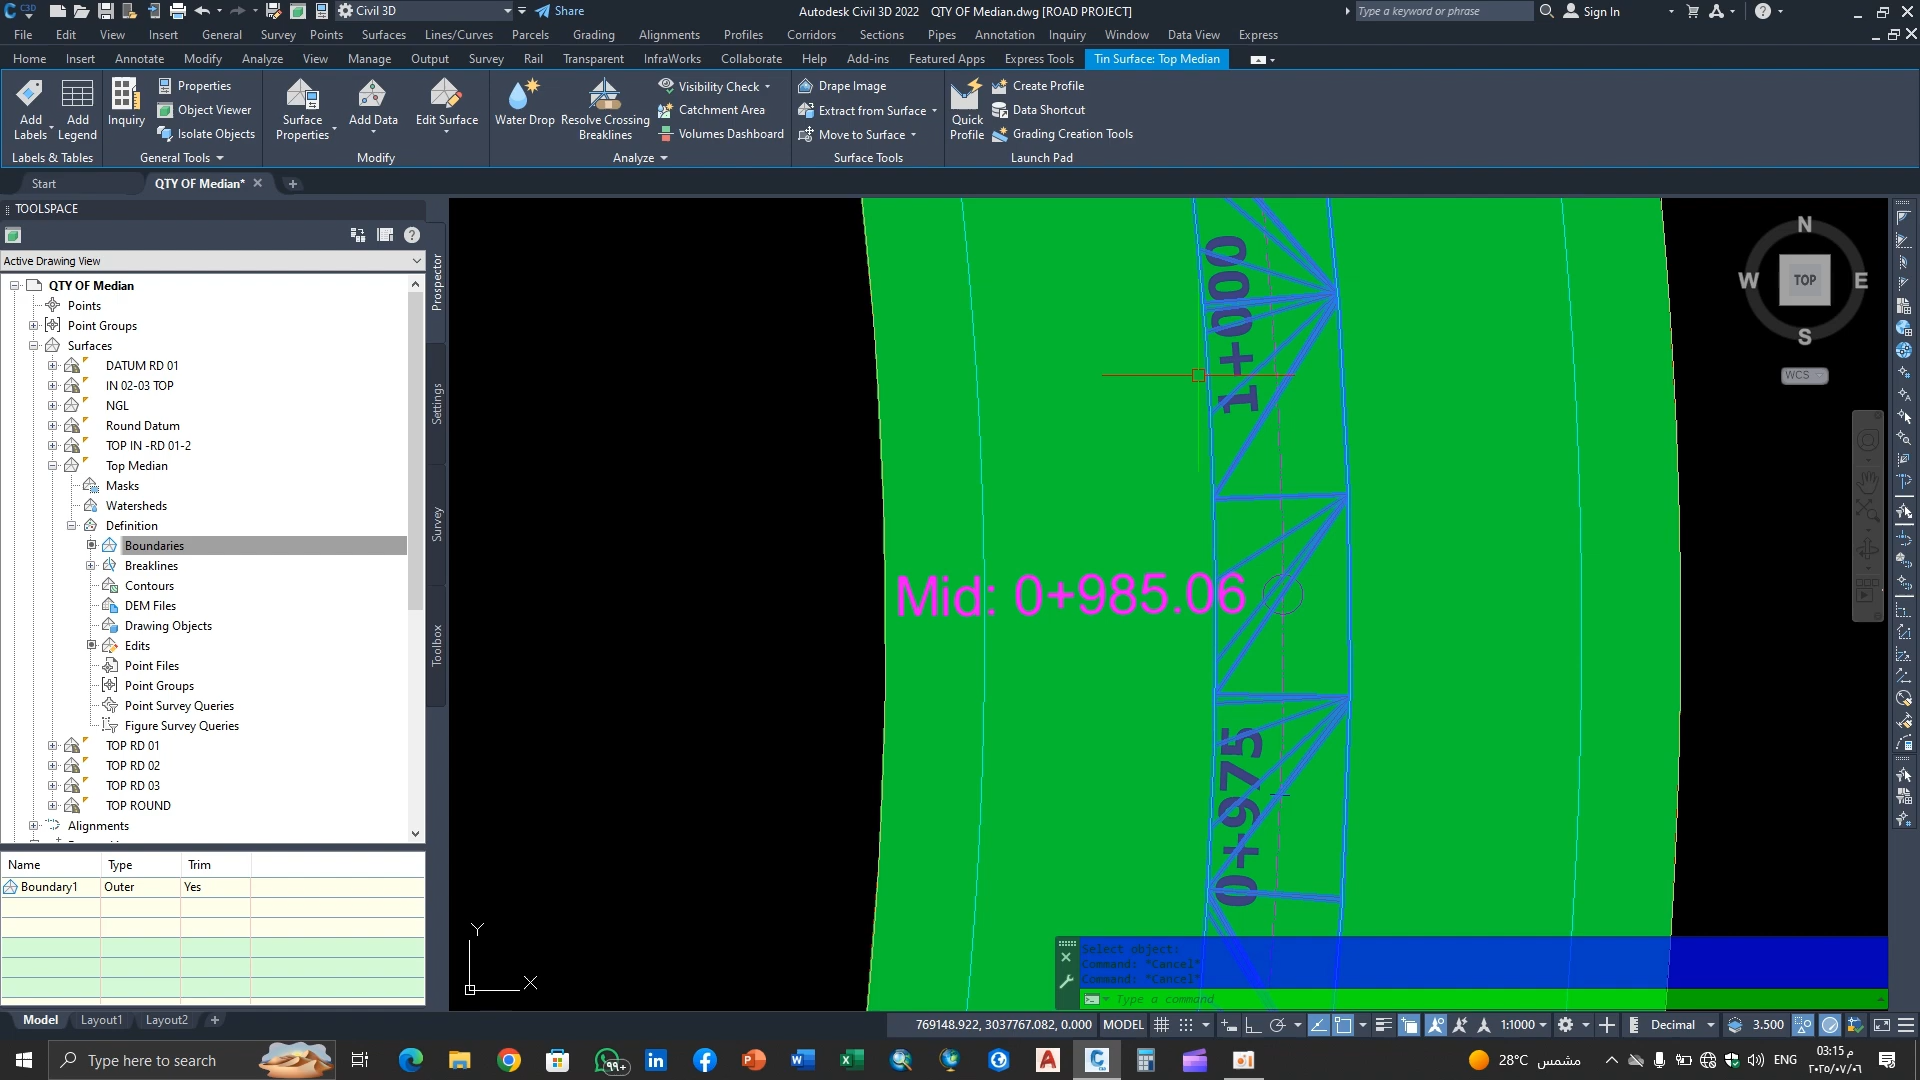 C3D
Civil 3D
Share
Autodesk Civil 3D 2022 QTY OF Median.dwg [ROAD PROJECT]
Type a keyword or phrase
Sign In
File Edit View Insert General Survey Points Surfaces Lines/Curves Parcels Grading Alignments Profiles Corridors Sections Pipes Annotation Inquiry Window Data View Express
Home Insert Annotate Modify Analyze View Manage Output Survey Rail Transparent InfraWorks Collaborate Help Add-ins Featured Apps Express Tools Tin Surface: Top Median
Add Labels
Add Legend
Labels & Tables
Inquiry
Properties
Object Viewer
Isolate Objects
General Tools
Surface Properties
Add Data
Edit Surface
Modify
Water Drop
Resolve Crossing Breaklines
Visibility Check
Catchment Area
Volumes Dashboard
Analyze
Drape Image
Extract from Surface
Move to Surface
Surface Tools
Quick Profile
Create Profile
Data Shortcut
Grading Creation Tools
Launch Pad
Start
QTY OF Median*
TOOLSPACE
Active Drawing View
QTY OF Median
Points
Point Groups
Surfaces
DATUM RD 01
IN 02-03 TOP
NGL
Round Datum
TOP IN -RD 01-2
Top Median
Masks
Watersheds
Definition
Boundaries
Breaklines
Contours
DEM Files
Drawing Objects
Edits
Point Files
Point Groups
Point Survey Queries
Figure Survey Queries
TOP RD 01
TOP RD 02
TOP RD 03
TOP ROUND
Alignments
Prospector
Settings
Survey
Toolbox
Name Type Trim
Boundary1 Outer Yes
1+000
Mid: 0+985.06
0+975
N
W
TOP
E
S
WCS
Y
X
Select object:
Command: *Cancel*
Command: *Cancel*
Type a command
Model Layout1 Layout2
769148.922, 3037767.082, 0.000 MODEL
1:1000
Decimal
3.500
Type here to search
٩٩+
28°C مشمس
ENG
03:15 م
٢٠٢٥/٠٧/٠٦